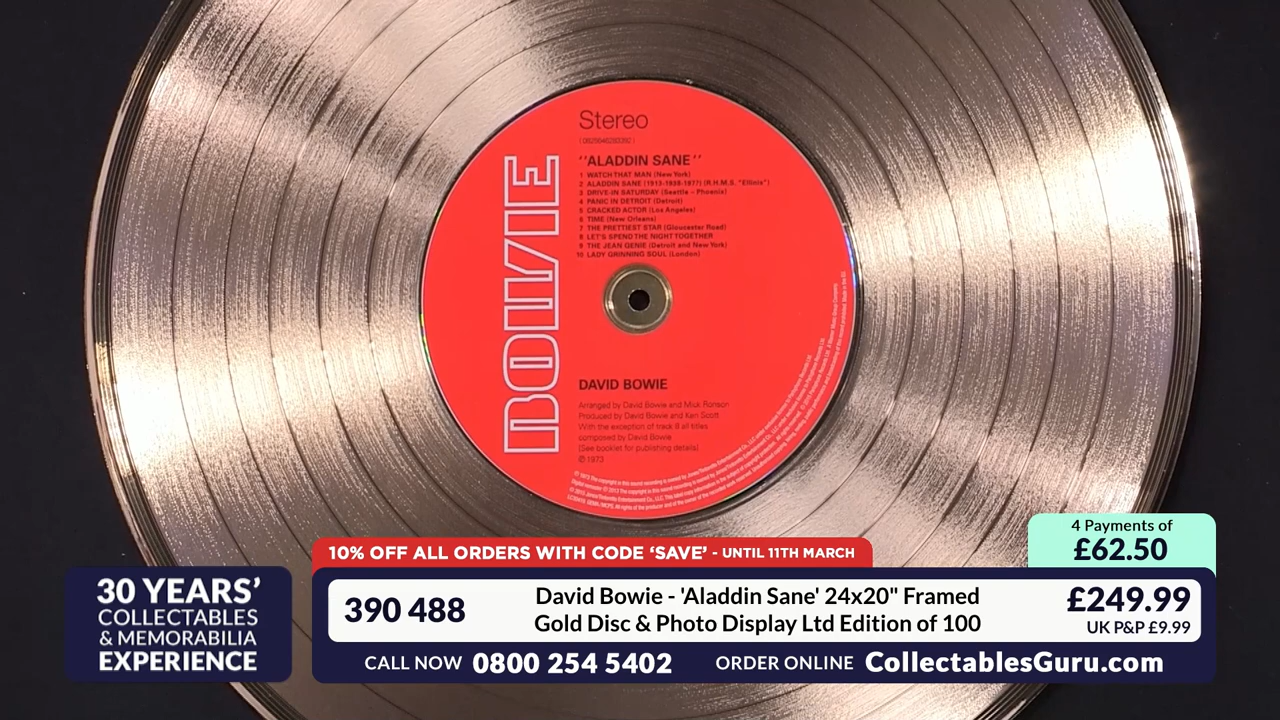 Stereo
"ALADDIN SANE"
1 WATCH THAT MAN (New York)
2 ALADDIN SANE (1913-1938-197?) (R.H.M.S. "Ellinis")
3 DRIVE-IN SATURDAY (Seattle – Phoenix)
4 PANIC IN DETROIT (Detroit)
5 CRACKED ACTOR (Los Angeles)
6 TIME (New Orleans)
7 THE PRETTIEST STAR (Gloucester Road)
8 LET'S SPEND THE NIGHT TOGETHER
9 THE JEAN GENIE (Detroit and New York)
10 LADY GRINNING SOUL (London)
BOWIE
DAVID BOWIE
Arranged by David Bowie and Mick Ronson
Produced by David Bowie and Ken Scott
With the exception of track 8 all titles
composed by David Bowie
(See booklet for publishing details)
℗ 1973
4 Payments of
£62.50
10% OFF ALL ORDERS WITH CODE 'SAVE' - UNTIL 11TH MARCH
30 YEARS'
COLLECTABLES
& MEMORABILIA
EXPERIENCE
390 488
David Bowie - 'Aladdin Sane' 24x20" Framed
Gold Disc & Photo Display Ltd Edition of 100
£249.99
UK P&P £9.99
CALL NOW 0800 254 5402
ORDER ONLINE CollectablesGuru.com